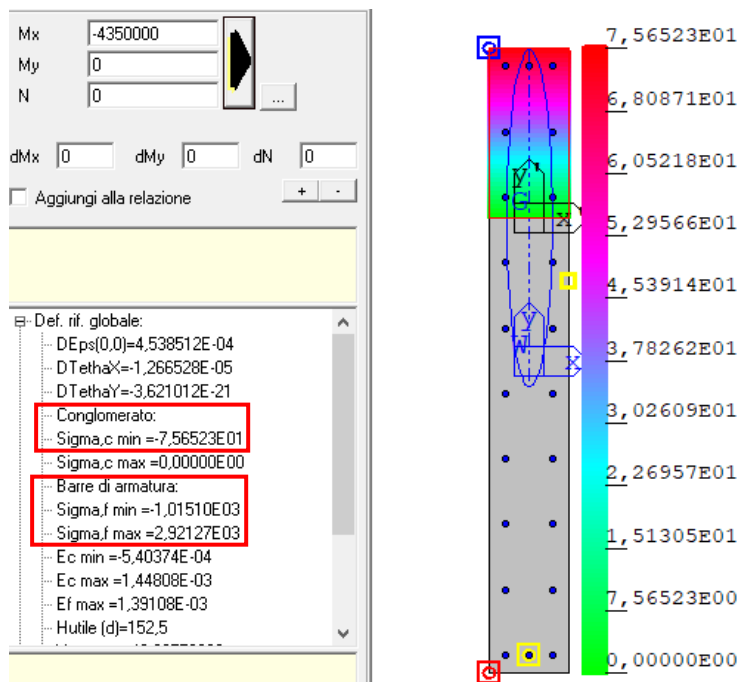 Mx -4350000
My 0
N 0 ...
dMx 0 dMy 0 dN 0
Aggiungi alla relazione + -
Def. rif. globale:
DEps(0,0)=4,538512E-04
DTethaX=-1,266528E-05
DTethaY=-3,621012E-21
Conglomerato:
Sigma,c min =-7,56523E01
Sigma,c max =0,00000E00
Barre di armatura:
Sigma,f min =-1,01510E03
Sigma,f max =2,92127E03
Ec min =-5,40374E-04
Ec max =1,44808E-03
Ef max =1,39108E-03
Hutile (d)=152,5
y'
G
x'
y
W
x
7,56523E01
6,80871E01
6,05218E01
5,29566E01
4,53914E01
3,78262E01
3,02609E01
2,26957E01
1,51305E01
7,56523E00
0,00000E00